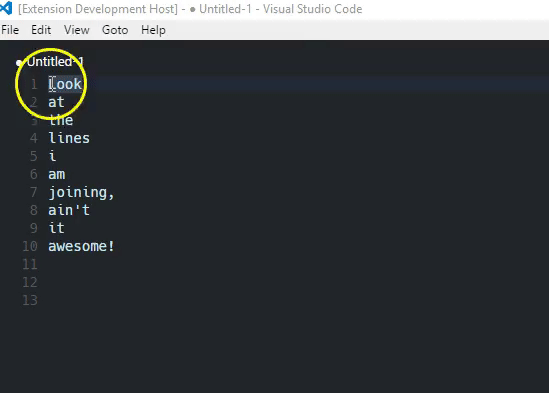 [Extension Development Host] - ● Untitled-1 - Visual Studio Code
File Edit View Goto Help
● Untitled-1
1 Look
2 at
3 the
4 lines
5 i
6 am
7 joining,
8 ain't
9 it
10 awesome!
11
12
13